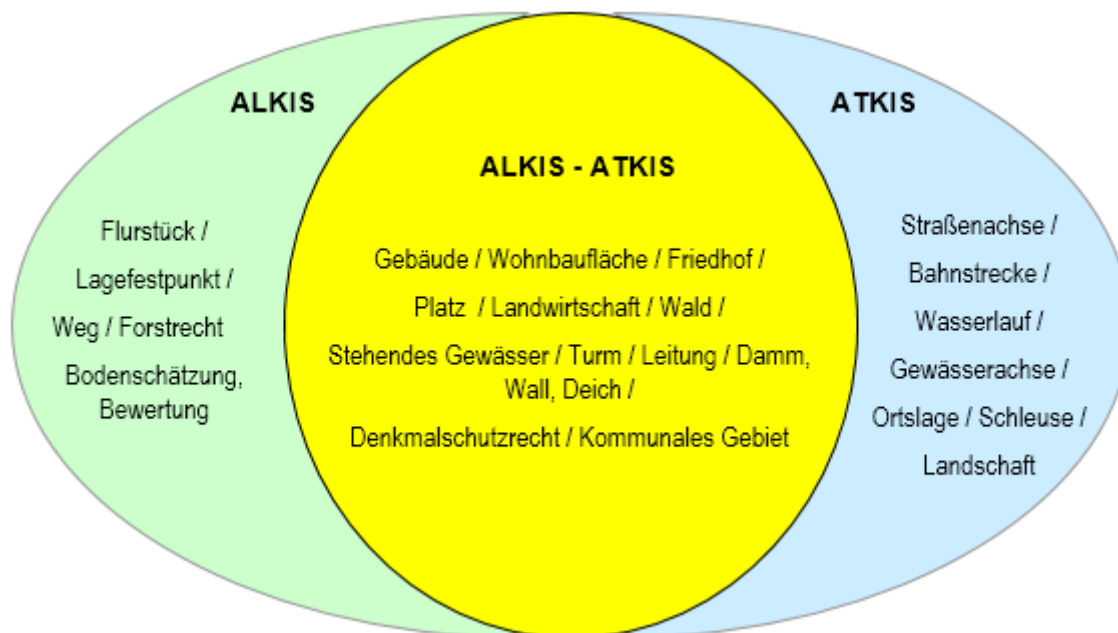 ALKIS
Flurstück /
Lagefestpunkt /
Weg / Forstrecht
Bodenschätzung,
Bewertung
ALKIS - ATKIS
Gebäude / Wohnbaufläche / Friedhof /
Platz / Landwirtschaft / Wald /
Stehendes Gewässer / Turm / Leitung / Damm,
Wall, Deich /
Denkmalschutzrecht / Kommunales Gebiet
ATKIS
Straßenachse /
Bahnstrecke /
Wasserlauf /
Gewässerachse /
Ortslage / Schleuse /
Landschaft